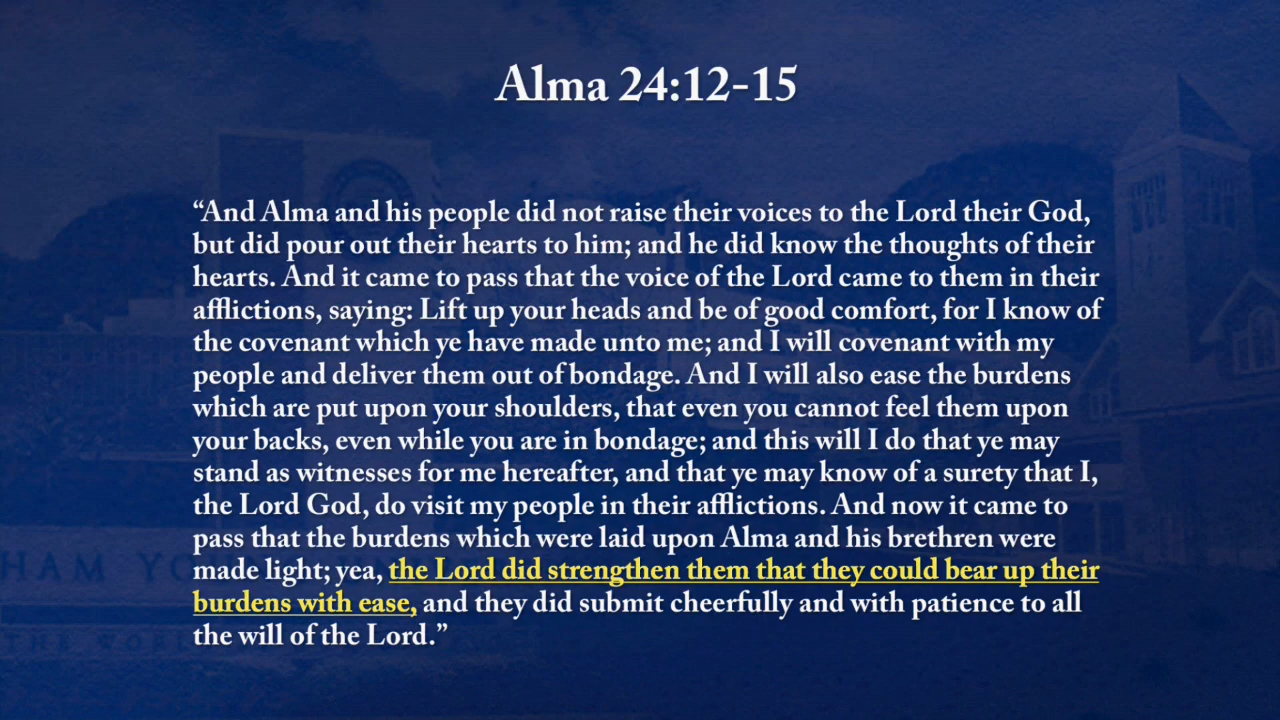 Alma 24:12-15
“And Alma and his people did not raise their voices to the Lord their God,
but did pour out their hearts to him; and he did know the thoughts of their
hearts. And it came to pass that the voice of the Lord came to them in their
afflictions, saying: Lift up your heads and be of good comfort, for I know of
the covenant which ye have made unto me; and I will covenant with my
people and deliver them out of bondage. And I will also ease the burdens
which are put upon your shoulders, that even you cannot feel them upon
your backs, even while you are in bondage; and this will I do that ye may
stand as witnesses for me hereafter, and that ye may know of a surety that I,
the Lord God, do visit my people in their afflictions. And now it came to
pass that the burdens which were laid upon Alma and his brethren were
made light; yea, the Lord did strengthen them that they could bear up their
burdens with ease, and they did submit cheerfully and with patience to all
the will of the Lord.”
HAM YO
THE WORL